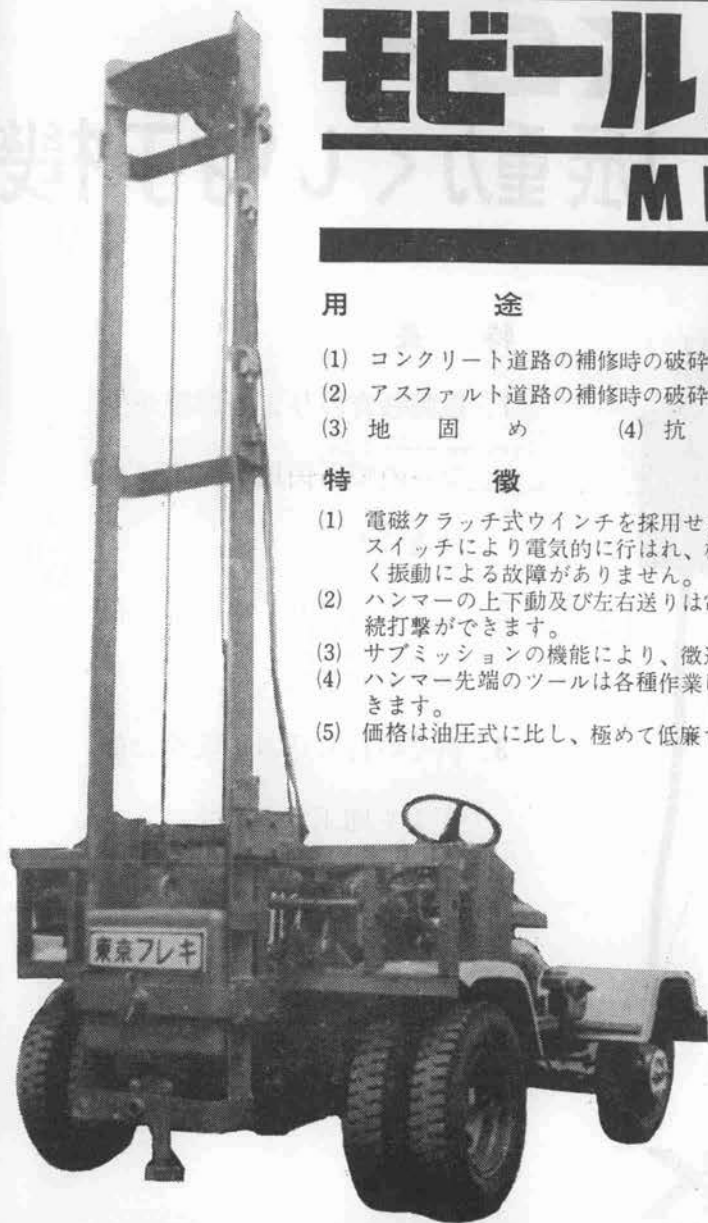 モビール
M
用途
(1) コンクリート道路の補修時の破砕
(2) アスファルト道路の補修時の破砕
(3) 地固め (4) 抗
特徴
(1) 電磁クラッチ式ウインチを採用せ
スイッチにより電気的に行はれ、
く振動による故障がありません。
(2) ハンマーの上下動及び左右送りは
続打撃ができます。
(3) サブミッションの機能により、微
(4) ハンマー先端のツールは各種作業に
きます。
(5) 価格は油圧式に比し、極めて低廉
東京フレキ